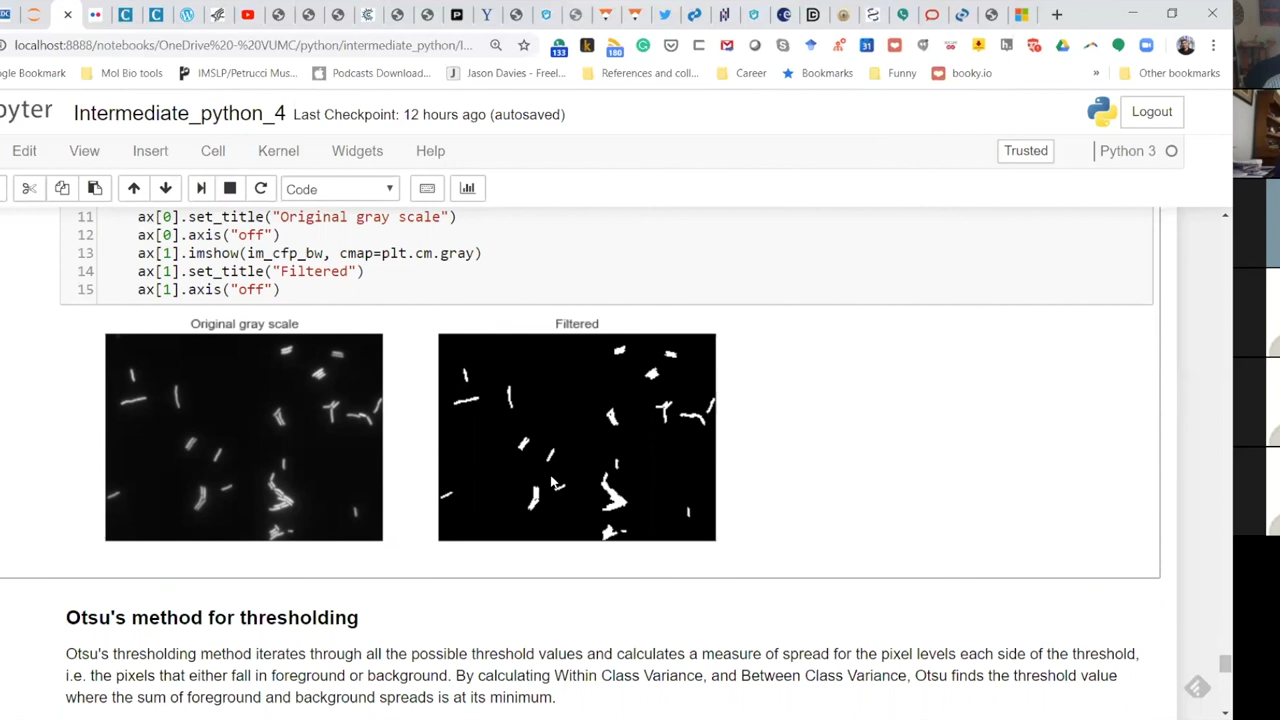 localhost:8888/notebooks/OneDrive%20-%20VUMC/python/intermediate_python/I...
133
180
31
Bookmark
Mol Bio tools
IMSLP/Petrucci Mus...
Podcasts Download...
Jason Davies - Freel...
References and coll...
Career
Bookmarks
Funny
booky.io
»
Other bookmarks
Intermediate_python_4 Last Checkpoint: 12 hours ago (autosaved)
Logout
Edit View Insert Cell Kernel Widgets Help
Trusted
Python 3
Code
11 ax[0].set_title("Original gray scale")
12 ax[0].axis("off")
13 ax[1].imshow(im_cfp_bw, cmap=plt.cm.gray)
14 ax[1].set_title("Filtered")
15 ax[1].axis("off")
Original gray scale
Filtered
Otsu's method for thresholding
Otsu's thresholding method iterates through all the possible threshold values and calculates a measure of spread for the pixel levels each side of the threshold,
i.e. the pixels that either fall in foreground or background. By calculating Within Class Variance, and Between Class Variance, Otsu finds the threshold value
where the sum of foreground and background spreads is at its minimum.